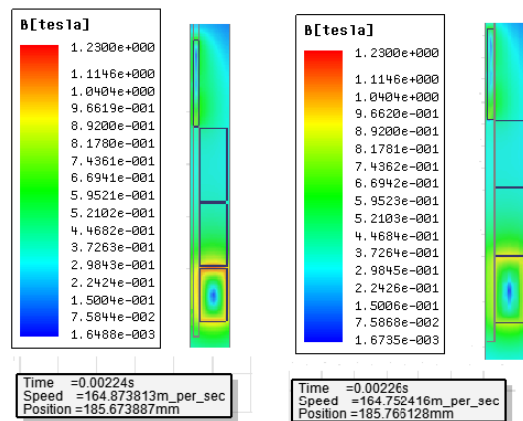 B[tesla]
1.2300e+000
1.1146e+000
1.0404e+000
9.6619e-001
8.9200e-001
8.1780e-001
7.4361e-001
6.6941e-001
5.9521e-001
5.2102e-001
4.4682e-001
3.7263e-001
2.9843e-001
2.2424e-001
1.5004e-001
7.5844e-002
1.6488e-003
Time =0.00224s
Speed =164.873813m_per_sec
Position =185.673887mm
B[tesla]
1.2300e+000
1.1146e+000
1.0404e+000
9.6620e-001
8.9200e-001
8.1781e-001
7.4362e-001
6.6942e-001
5.9523e-001
5.2103e-001
4.4684e-001
3.7264e-001
2.9845e-001
2.2426e-001
1.5006e-001
7.5868e-002
1.6735e-003
Time =0.00226s
Speed =164.752416m_per_sec
Position =185.766128mm